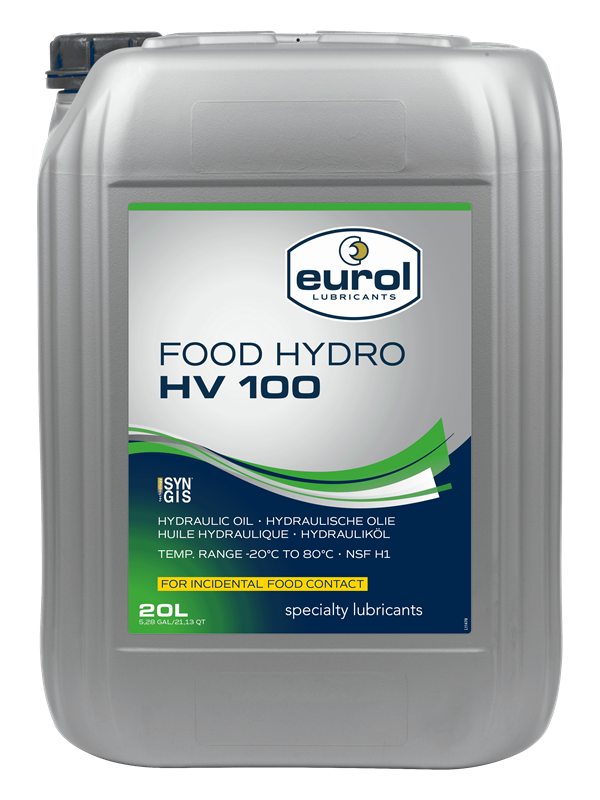 eurol
LUBRICANTS
FOOD HYDRO
HV 100
SYN
GIS
HYDRAULIC OIL · HYDRAULISCHE OLIE
HUILE HYDRAULIQUE · HYDRAULIKÖL
TEMP. RANGE -20°C TO 80°C · NSF H1
FOR INCIDENTAL FOOD CONTACT
20L
5,28 GAL/21,13 QT
specialty lubricants